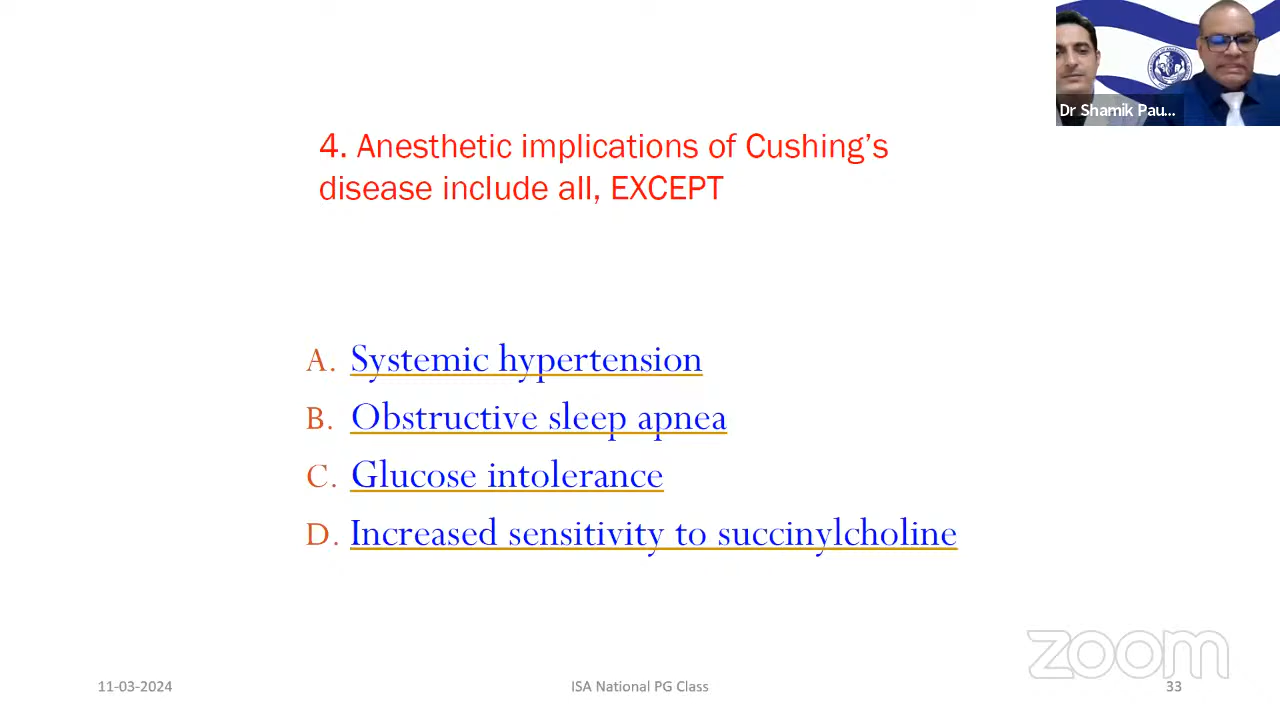 Dr Shamik Pau...
4. Anesthetic implications of Cushing’s
disease include all, EXCEPT
A. Systemic hypertension
B. Obstructive sleep apnea
C. Glucose intolerance
D. Increased sensitivity to succinylcholine
zoom
11-03-2024
ISA National PG Class
33